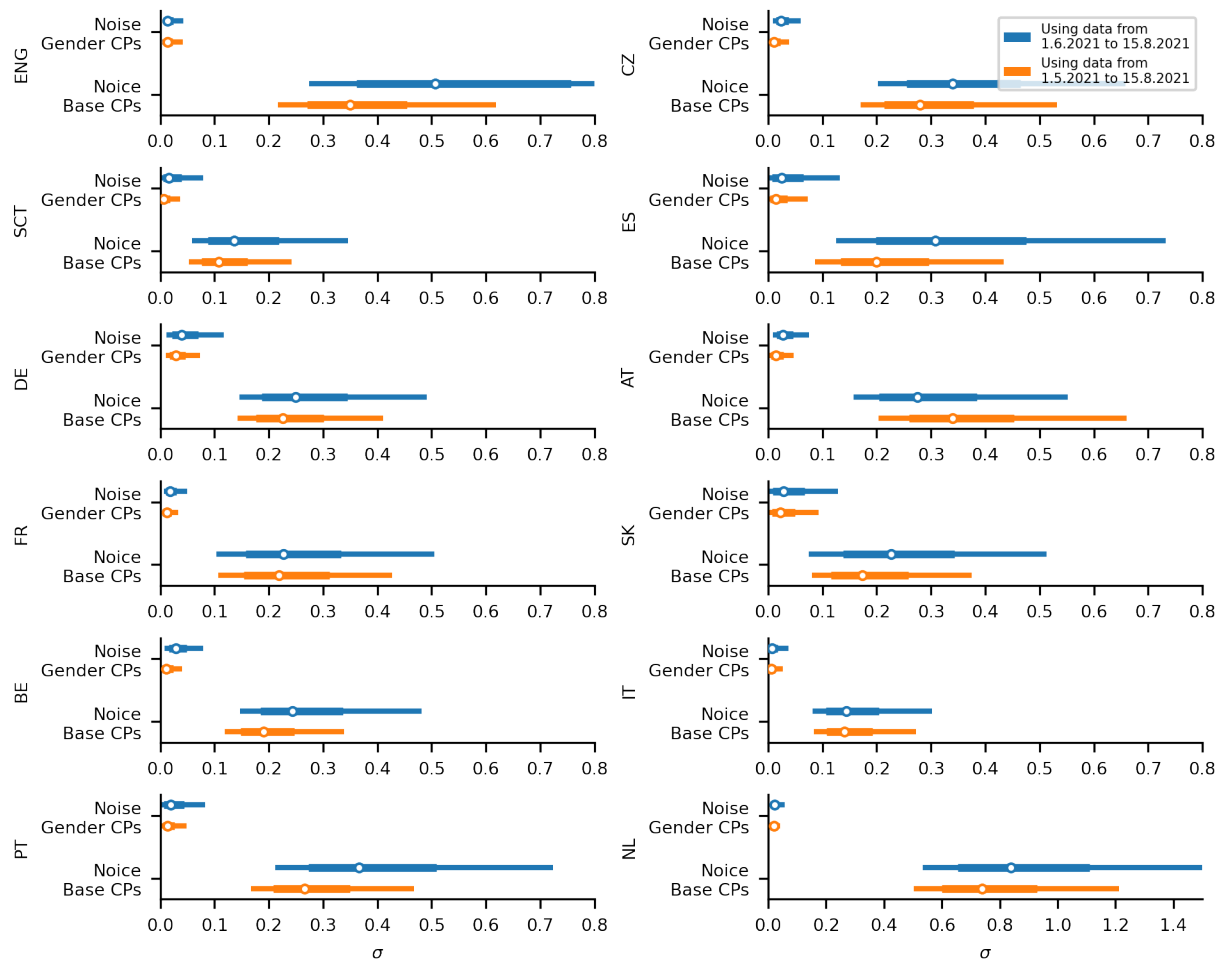 ENG
Noise
Gender CPs
Noice
Base CPs
0.0 0.1 0.2 0.3 0.4 0.5 0.6 0.7 0.8
CZ
Noise
Gender CPs
Noice
Base CPs
0.0 0.1 0.2 0.3 0.4 0.5 0.6 0.7 0.8
Using data from
1.6.2021 to 15.8.2021
Using data from
1.5.2021 to 15.8.2021
SCT
Noise
Gender CPs
Noice
Base CPs
0.0 0.1 0.2 0.3 0.4 0.5 0.6 0.7 0.8
ES
Noise
Gender CPs
Noice
Base CPs
0.0 0.1 0.2 0.3 0.4 0.5 0.6 0.7 0.8
DE
Noise
Gender CPs
Noice
Base CPs
0.0 0.1 0.2 0.3 0.4 0.5 0.6 0.7 0.8
AT
Noise
Gender CPs
Noice
Base CPs
0.0 0.1 0.2 0.3 0.4 0.5 0.6 0.7 0.8
FR
Noise
Gender CPs
Noice
Base CPs
0.0 0.1 0.2 0.3 0.4 0.5 0.6 0.7 0.8
SK
Noise
Gender CPs
Noice
Base CPs
0.0 0.1 0.2 0.3 0.4 0.5 0.6 0.7 0.8
BE
Noise
Gender CPs
Noice
Base CPs
0.0 0.1 0.2 0.3 0.4 0.5 0.6 0.7 0.8
IT
Noise
Gender CPs
Noice
Base CPs
0.0 0.1 0.2 0.3 0.4 0.5 0.6 0.7 0.8
PT
Noise
Gender CPs
Noice
Base CPs
0.0 0.1 0.2 0.3 0.4 0.5 0.6 0.7 0.8
σ
NL
Noise
Gender CPs
Noice
Base CPs
0.0 0.2 0.4 0.6 0.8 1.0 1.2 1.4
σ